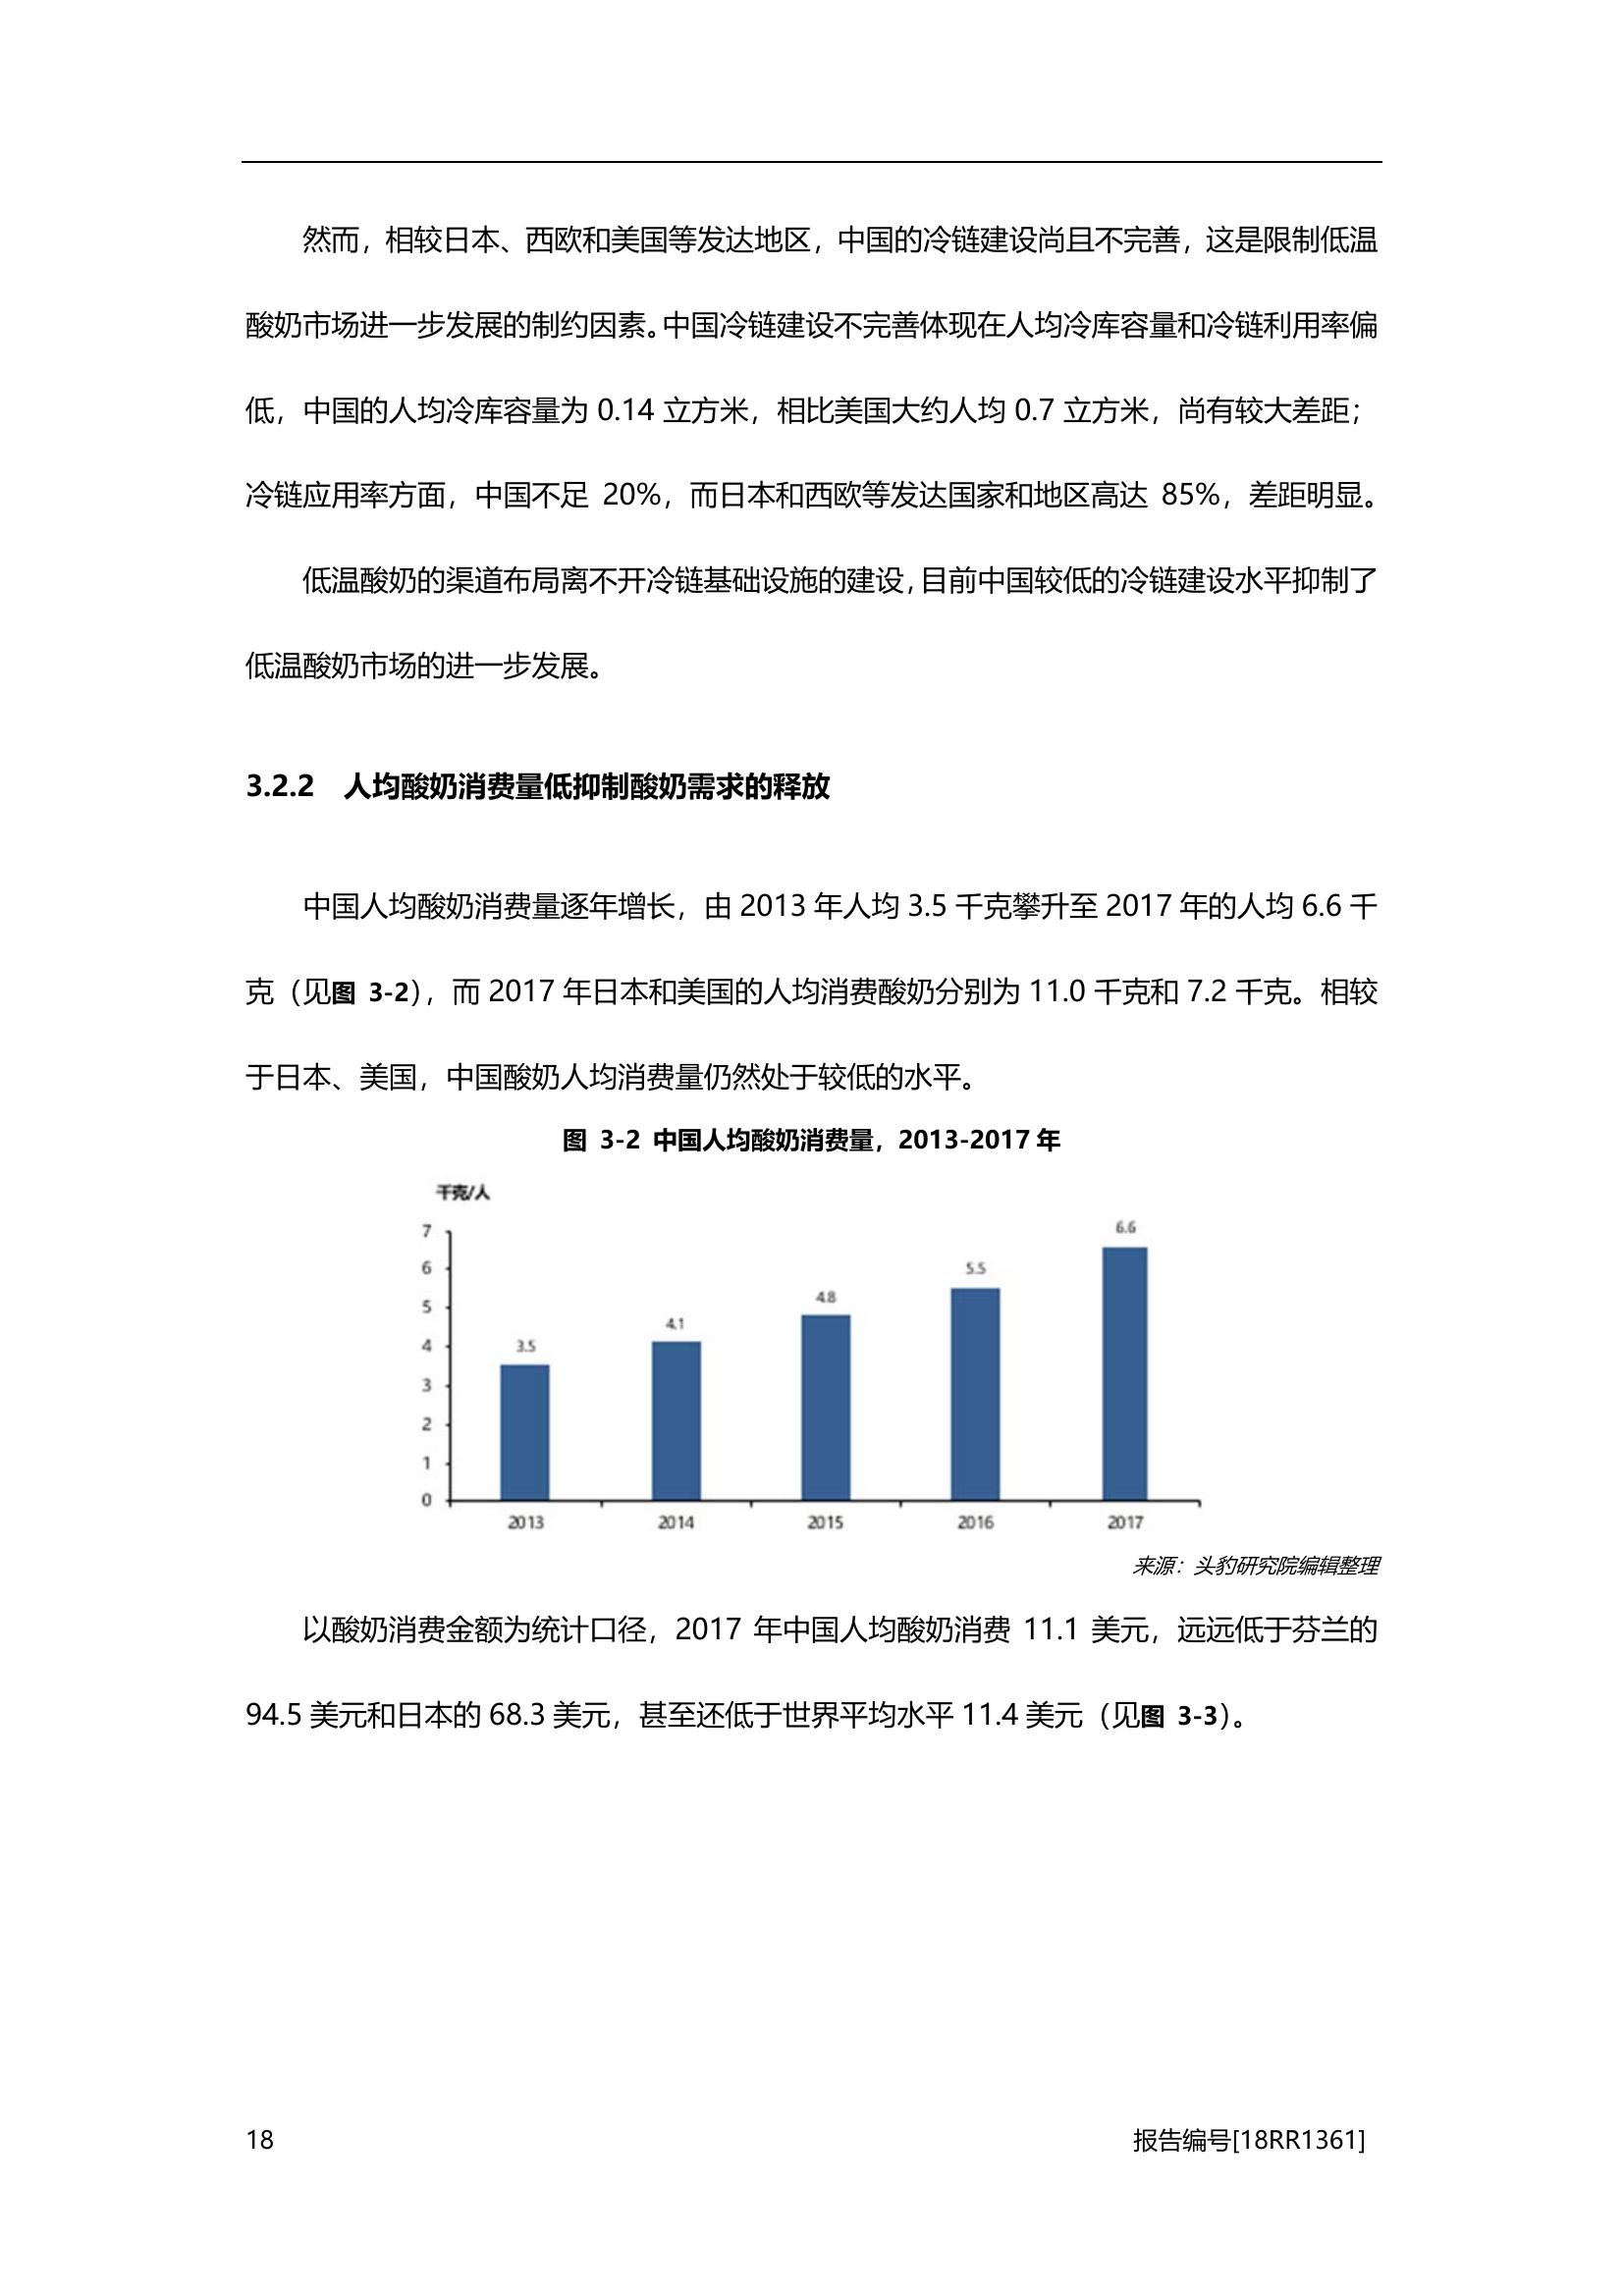 然而，相较日本、西欧和美国等发达地区，中国的冷链建设尚且不完善，这是限制低温
酸奶市场进一步发展的制约因素。中国冷链建设不完善体现在人均冷库容量和冷链利用率偏
低，中国的人均冷库容量为 0.14 立方米，相比美国大约人均 0.7 立方米，尚有较大差距；
冷链应用率方面，中国不足 20%，而日本和西欧等发达国家和地区高达 85%，差距明显。
低温酸奶的渠道布局离不开冷链基础设施的建设，目前中国较低的冷链建设水平抑制了
低温酸奶市场的进一步发展。
3.2.2 人均酸奶消费量低抑制酸奶需求的释放
中国人均酸奶消费量逐年增长，由 2013 年人均 3.5 千克攀升至 2017 年的人均 6.6 千
克（见图 3-2），而 2017 年日本和美国的人均消费酸奶分别为 11.0 千克和 7.2 千克。相较
于日本、美国，中国酸奶人均消费量仍然处于较低的水平。
图 3-2 中国人均酸奶消费量，2013-2017 年
千克/人
7
6
5
4
3
2
1
0
3.5
4.1
4.8
5.5
6.6
2013 2014 2015 2016 2017
来源：头豹研究院编辑整理
以酸奶消费金额为统计口径，2017 年中国人均酸奶消费 11.1 美元，远远低于芬兰的
94.5 美元和日本的 68.3 美元，甚至还低于世界平均水平 11.4 美元（见图 3-3）。
18 报告编号[18RR1361]